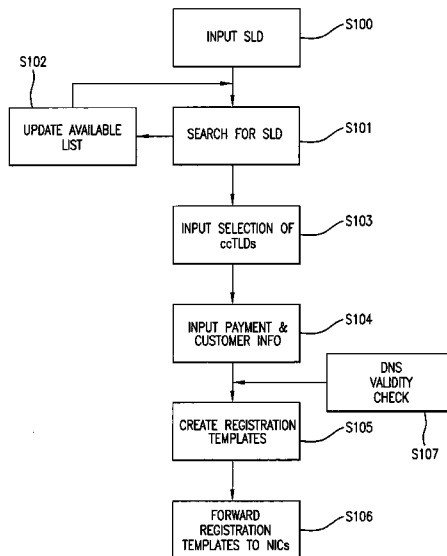 INPUT SLD
S100
S102
UPDATE AVAILABLE
LIST
SEARCH FOR SLD
S101
INPUT SELECTION OF
ccTLDs
S103
INPUT PAYMENT &
CUSTOMER INFO
S104
DNS
VALIDITY
CHECK
S107
CREATE REGISTRATION
TEMPLATES
S105
FORWARD
REGISTRATION
TEMPLATES TO NICs
S106